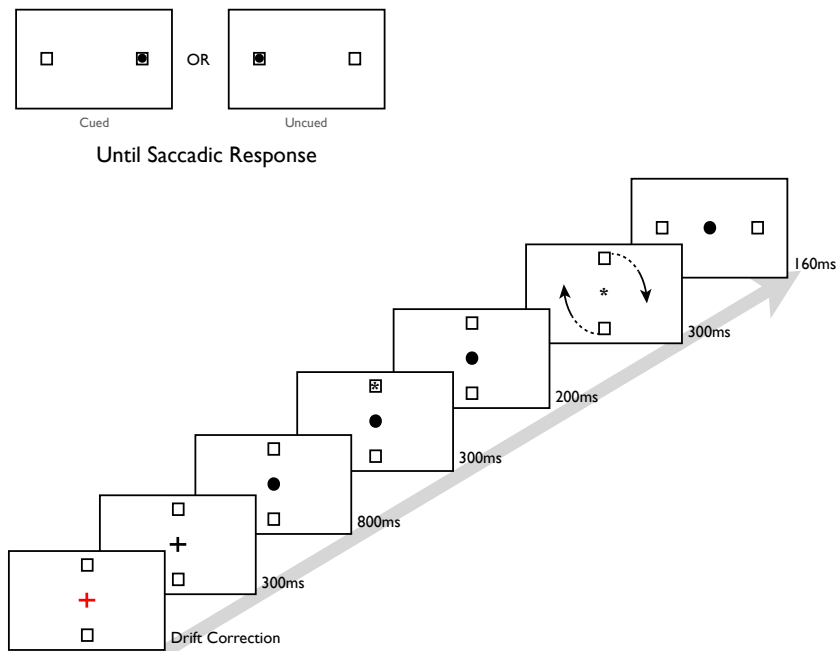 OR
Cued
Uncued
Until Saccadic Response
160ms
*
300ms
200ms
*
300ms
800ms
300ms
Drift Correction